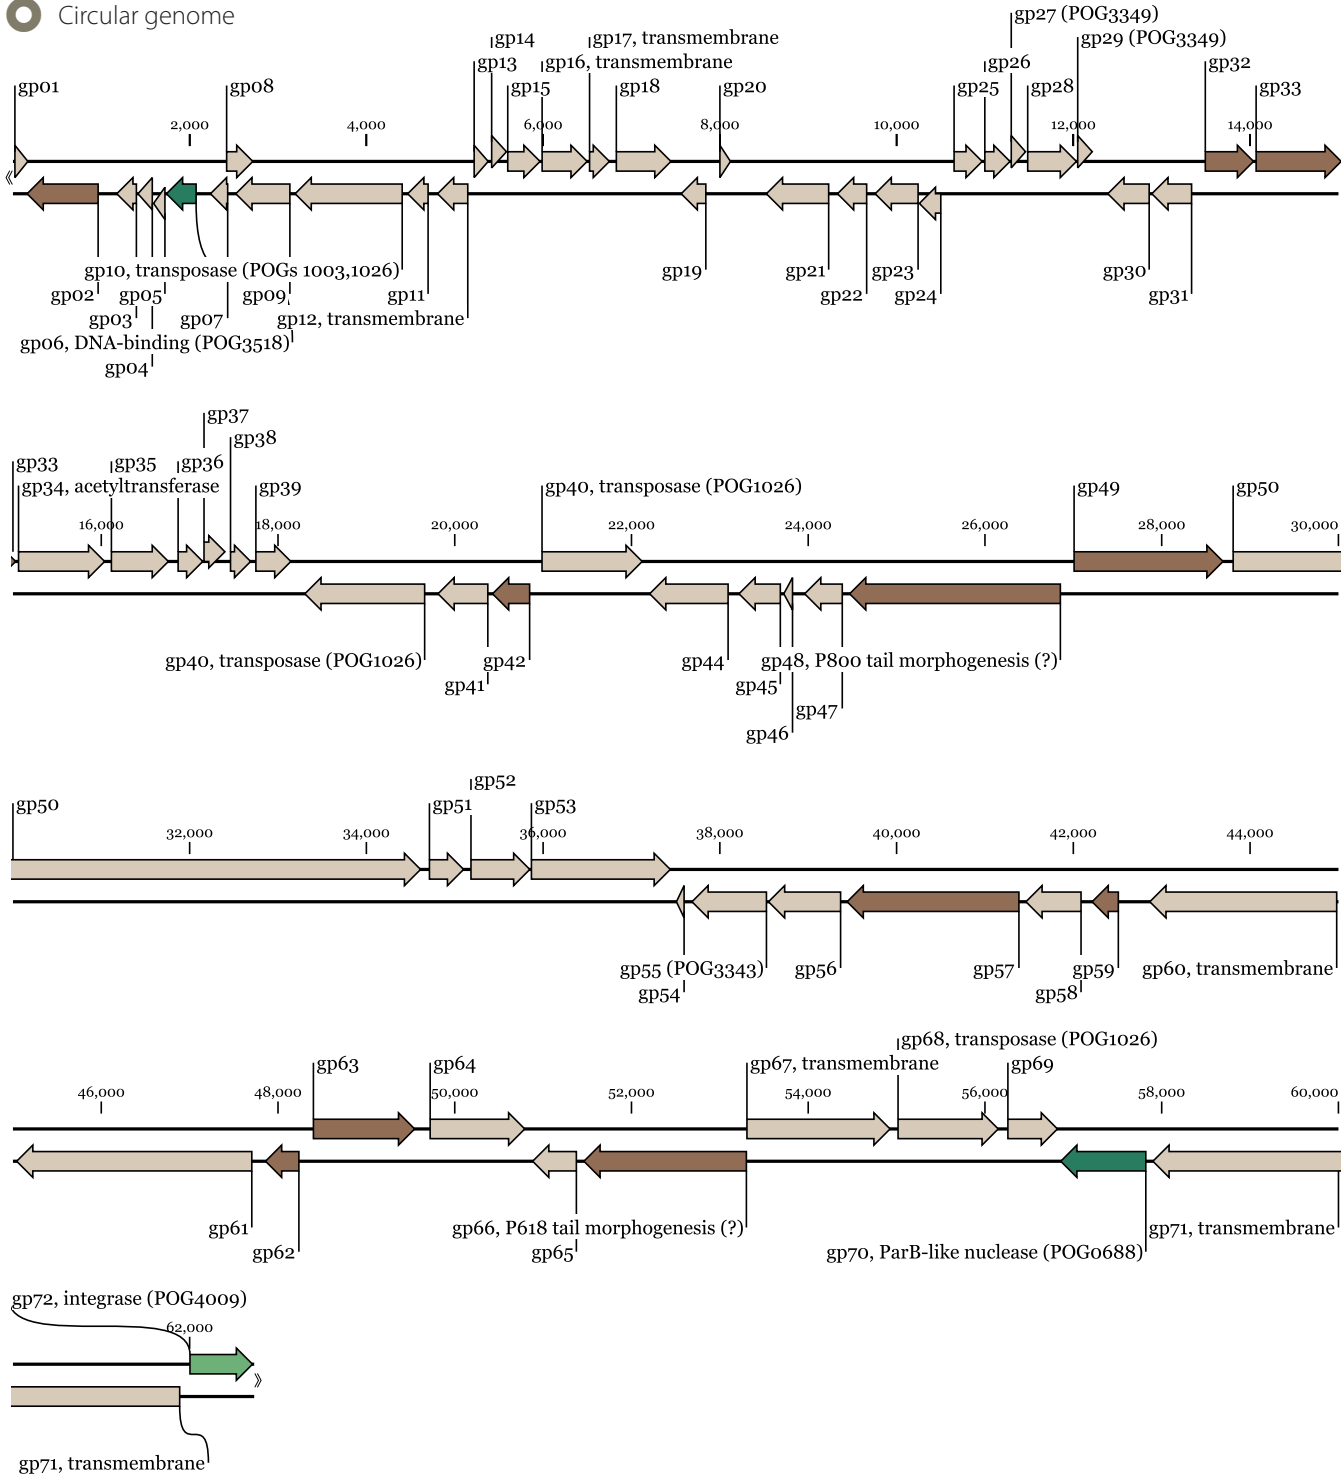 Circular genome
gp27 (POG3349)
gp14 gp17, transmembrane gp29 (POG3349)
gp13 gp16, transmembrane gp26 gp32
gp01 gp08 gp15 gp18 gp20 gp25 gp28 gp33
2,000 4,000 6,000 8,000 10,000 12,000 14,000
gp10, transposase (POGs 1003,1026) gp19 gp21 gp23 gp30
gp02 gp05 gp09 gp11 gp22 gp24 gp31
gp03 gp07 gp12, transmembrane
gp06, DNA-binding (POG3518)
gp04
gp37
gp38
gp33 gp35 gp36
gp34, acetyltransferase gp39 gp40, transposase (POG1026) gp49 gp50
16,000 18,000 20,000 22,000 24,000 26,000 28,000 30,000
gp40, transposase (POG1026) gp42 gp44 gp48, P800 tail morphogenesis (?)
gp41 gp45
gp47
gp46
gp52
gp50 gp51 gp53
32,000 34,000 36,000 38,000 40,000 42,000 44,000
gp55 (POG3343) gp56 gp57 gp59 gp60, transmembrane
gp54 gp58
gp68, transposase (POG1026)
gp63 gp64 gp67, transmembrane gp69
46,000 48,000 50,000 52,000 54,000 56,000 58,000 60,000
gp61 gp66, P618 tail morphogenesis (?) gp71, transmembrane
gp62 gp65 gp70, ParB-like nuclease (POG0688)
gp72, integrase (POG4009)
62,000
gp71, transmembrane